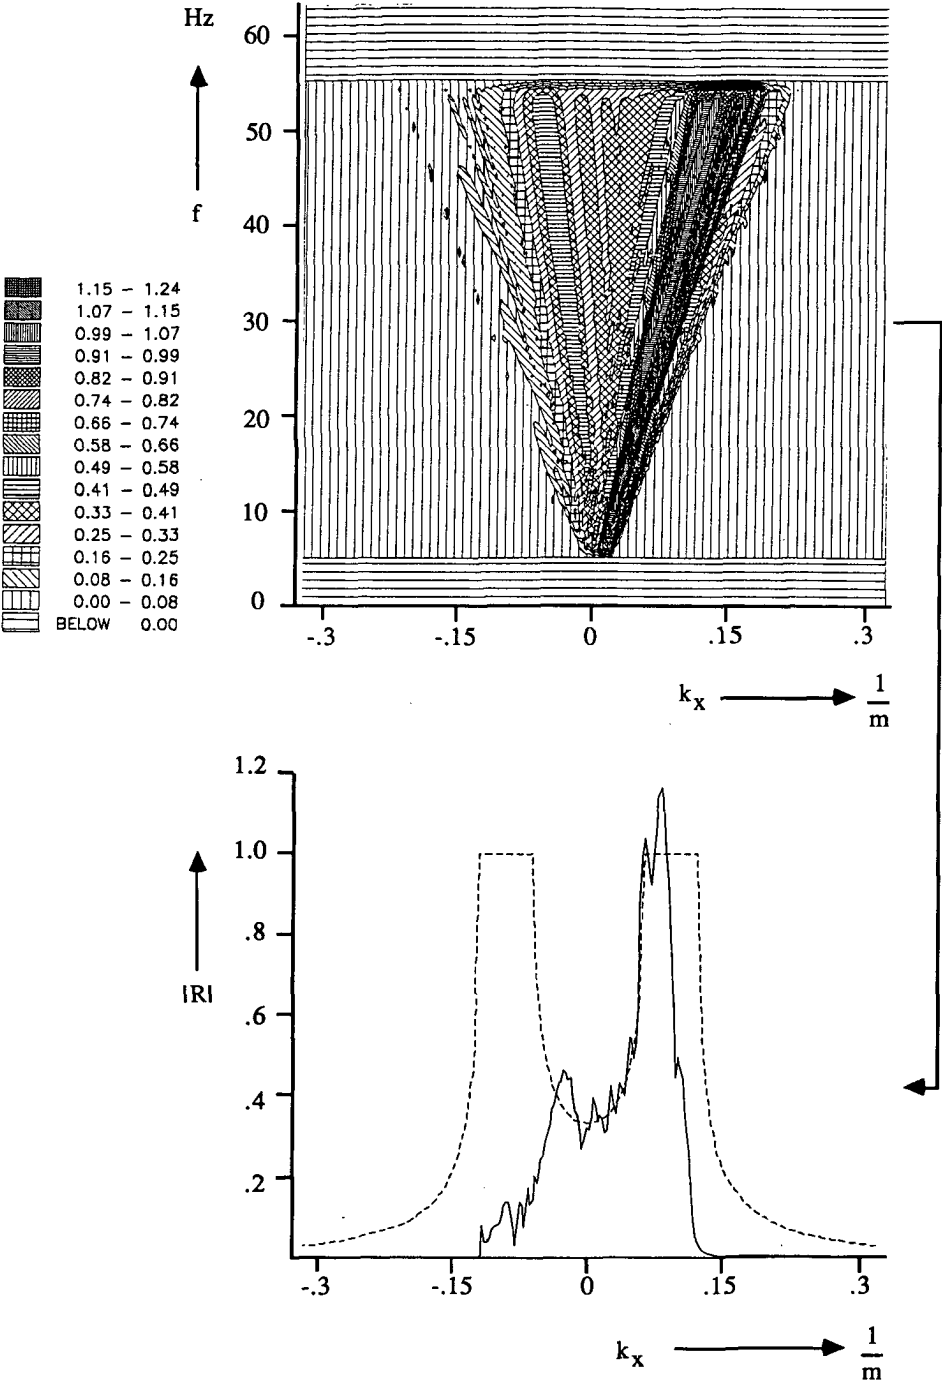 Hz
60
50
40
30
20
10
0
f
1.15 – 1.24
1.07 – 1.15
0.99 – 1.07
0.91 – 0.99
0.82 – 0.91
0.74 – 0.82
0.66 – 0.74
0.58 – 0.66
0.49 – 0.58
0.41 – 0.49
0.33 – 0.41
0.25 – 0.33
0.16 – 0.25
0.08 – 0.16
0.00 – 0.08
BELOW 0.00
-.3 -.15 0 .15 .3
kx 1/m
1.2
1.0
.8
.6
.4
.2
|R|
-.3 -.15 0 .15 .3
kx 1/m